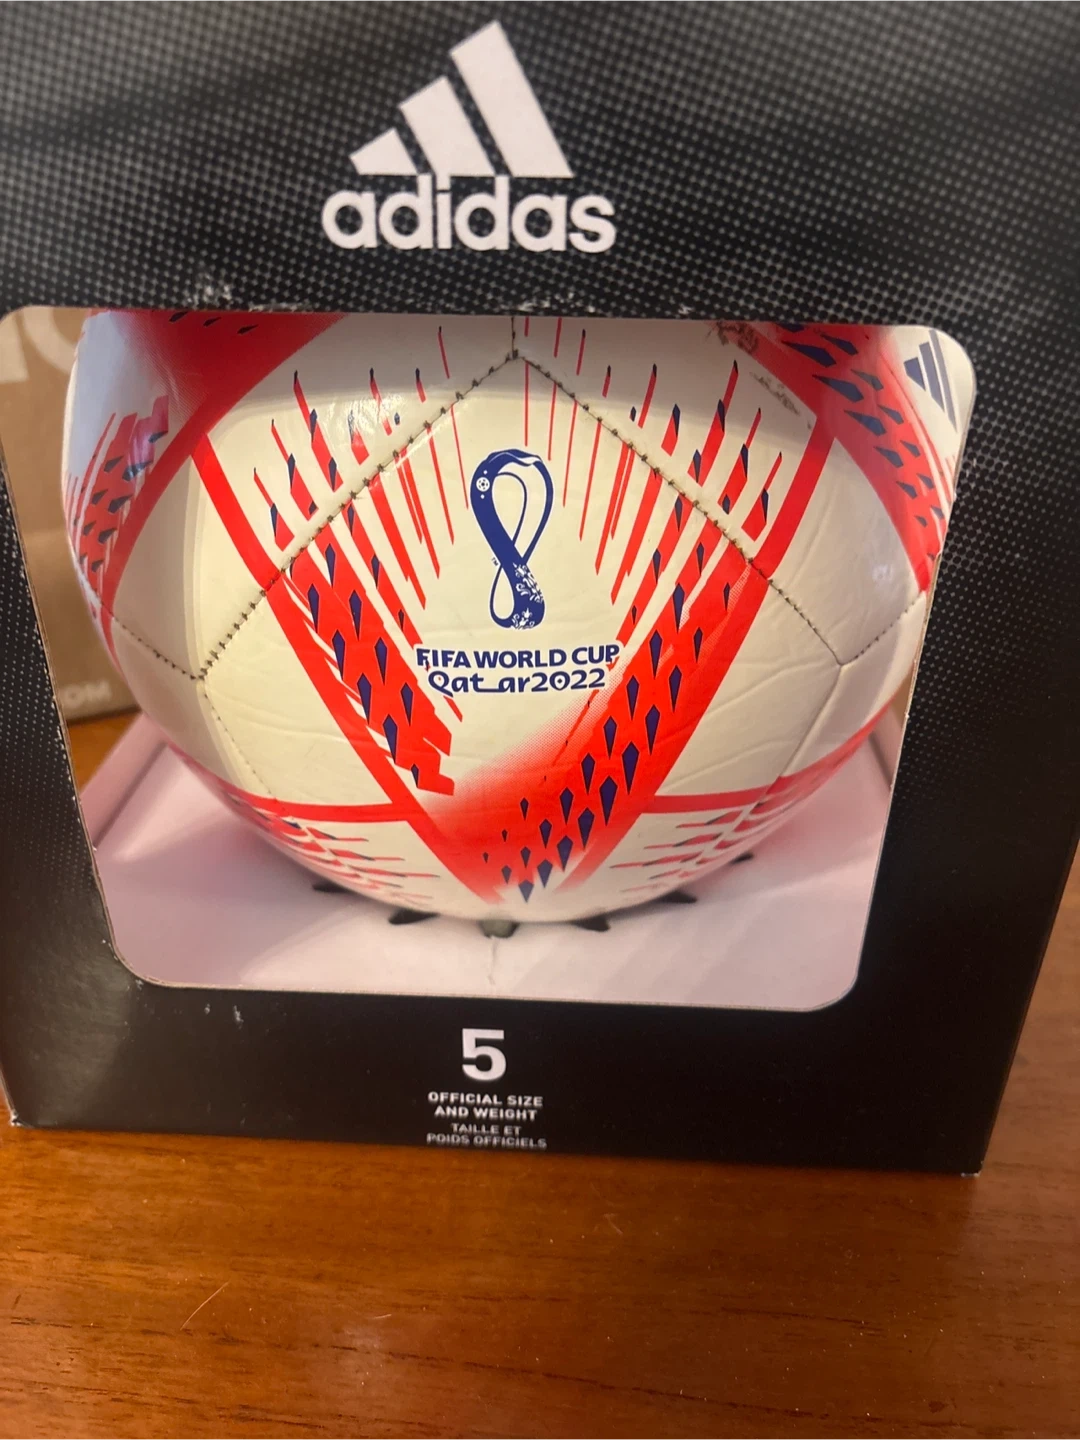 adidas
FIFA WORLD CUP
Qatar2022
5
OFFICIAL SIZE
AND WEIGHT
TAILLE ET
POIDS OFFICIELS